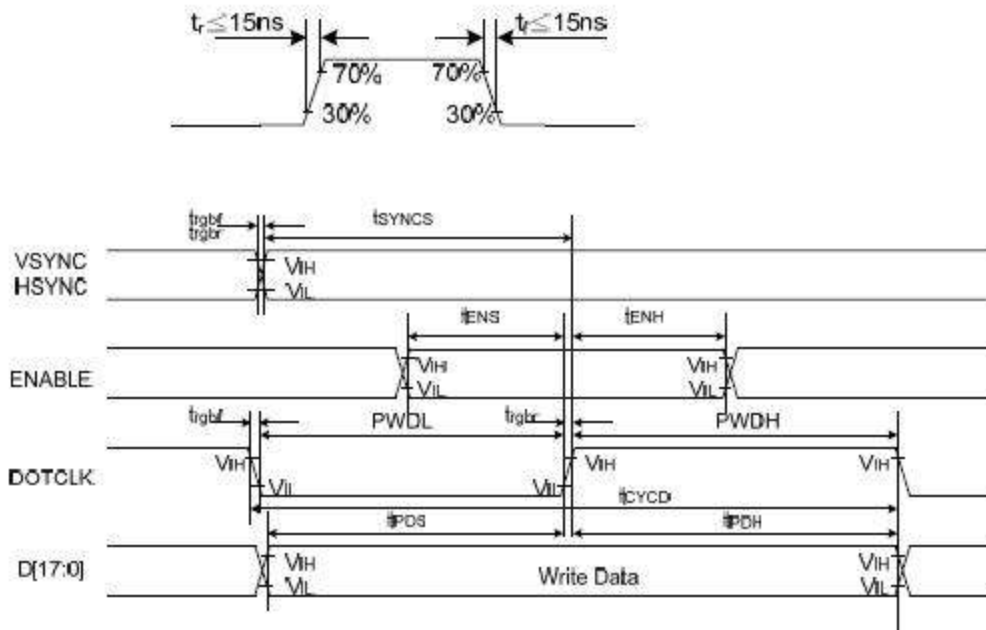 tr≤15ns tf≤15ns
70% 70%
30% 30%
trgbf tSYNCS
trgbr
VSYNC VIH
HSYNC VIL
tENS tENH
ENABLE VIH VIH
VIL VIL
trgbf PWDL trgbr PWDH
VIH VIH VIH
DOTCLK VIL VIL
tCYCD
tPDS tPDH
D[17:0] VIH Write Data VIH
VIL VIL